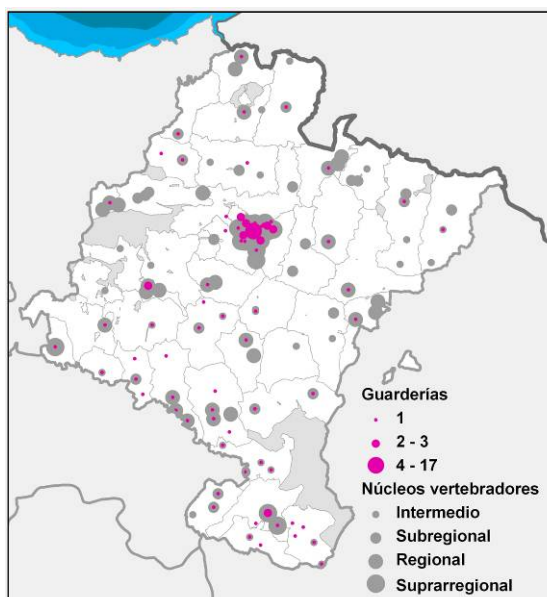 Guarderías
1
2 - 3
4 - 17
Núcleos vertebradores
Intermedio
Subregional
Regional
Suprarregional